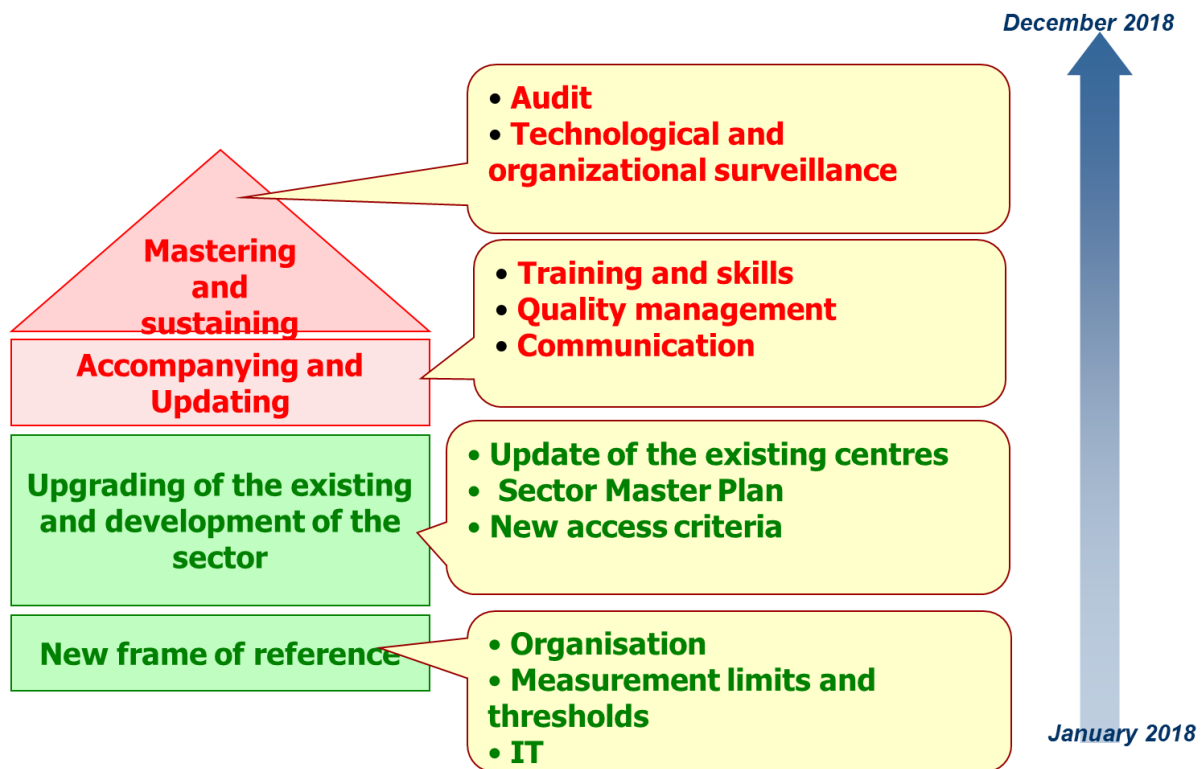 December 2018
• Audit
• Technological and
organizational surveillance
Mastering
and
sustaining
• Training and skills
• Quality management
• Communication
Accompanying and
Updating
• Update of the existing centres
• Sector Master Plan
• New access criteria
Upgrading of the existing
and development of the
sector
New frame of reference
• Organisation
• Measurement limits and
thresholds
• IT
January 2018